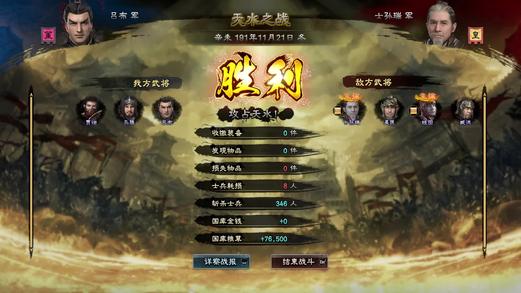 吕布 军
天水之战
士孙瑞 军
辛未 191年11月21日 冬
我方武将
胜利
敌方武将
攻占天水!
收缴装备 0 件
发现物品 0 件
损失物品 0 件
士兵耗损 8 人
斩杀士兵 346 人
国库金钱 +0
国库粮草 +76,500
详察战报
结束战斗